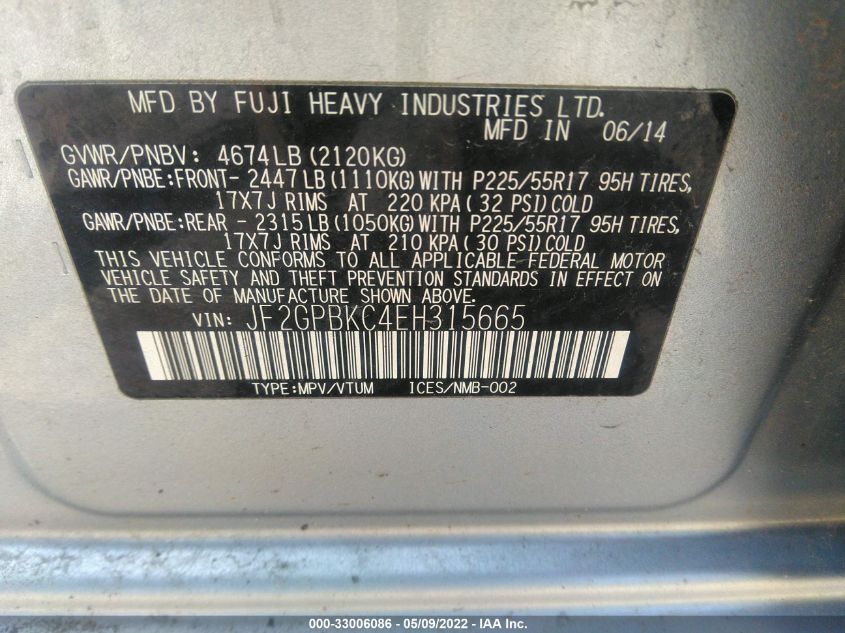 MFD BY FUJI HEAVY INDUSTRIES LTD.
MFD IN 06/14
GVWR/PNBV: 4674LB(2120KG)
GAWR/PNBE:FRONT- 2447LB(1110KG)WITH P225/55R17 95H TIRES,
17X7J RIMS AT 220 KPA(32 PSI)COLD
GAWR/PNBE:REAR - 2315LB(1050KG)WITH P225/55R17 95H TIRES,
17X7J RIMS AT 210 KPA(30 PSI)COLD
THIS VEHICLE CONFORMS TO ALL APPLICABLE FEDERAL MOTOR
VEHICLE SAFETY AND THEFT PREVENTION STANDARDS IN EFFECT ON
THE DATE OF MANUFACTURE SHOWN ABOVE.
VIN: JF2GPBKC4EH315665
TYPE:MPV/VTUM ICES/NMB-002
000-33006086 - 05/09/2022 - IAA Inc.